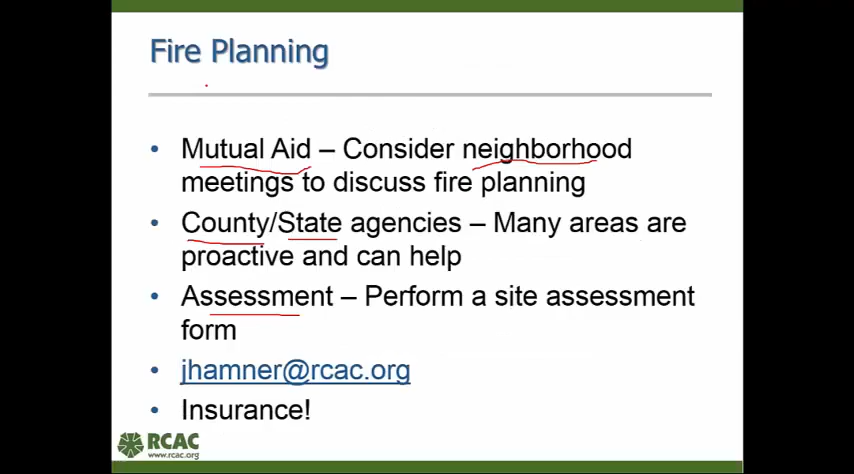 Fire Planning
• Mutual Aid – Consider neighborhood
meetings to discuss fire planning
• County/State agencies – Many areas are
proactive and can help
• Assessment – Perform a site assessment
form
• jhamner@rcac.org
• Insurance!
RCAC
www.rcac.org